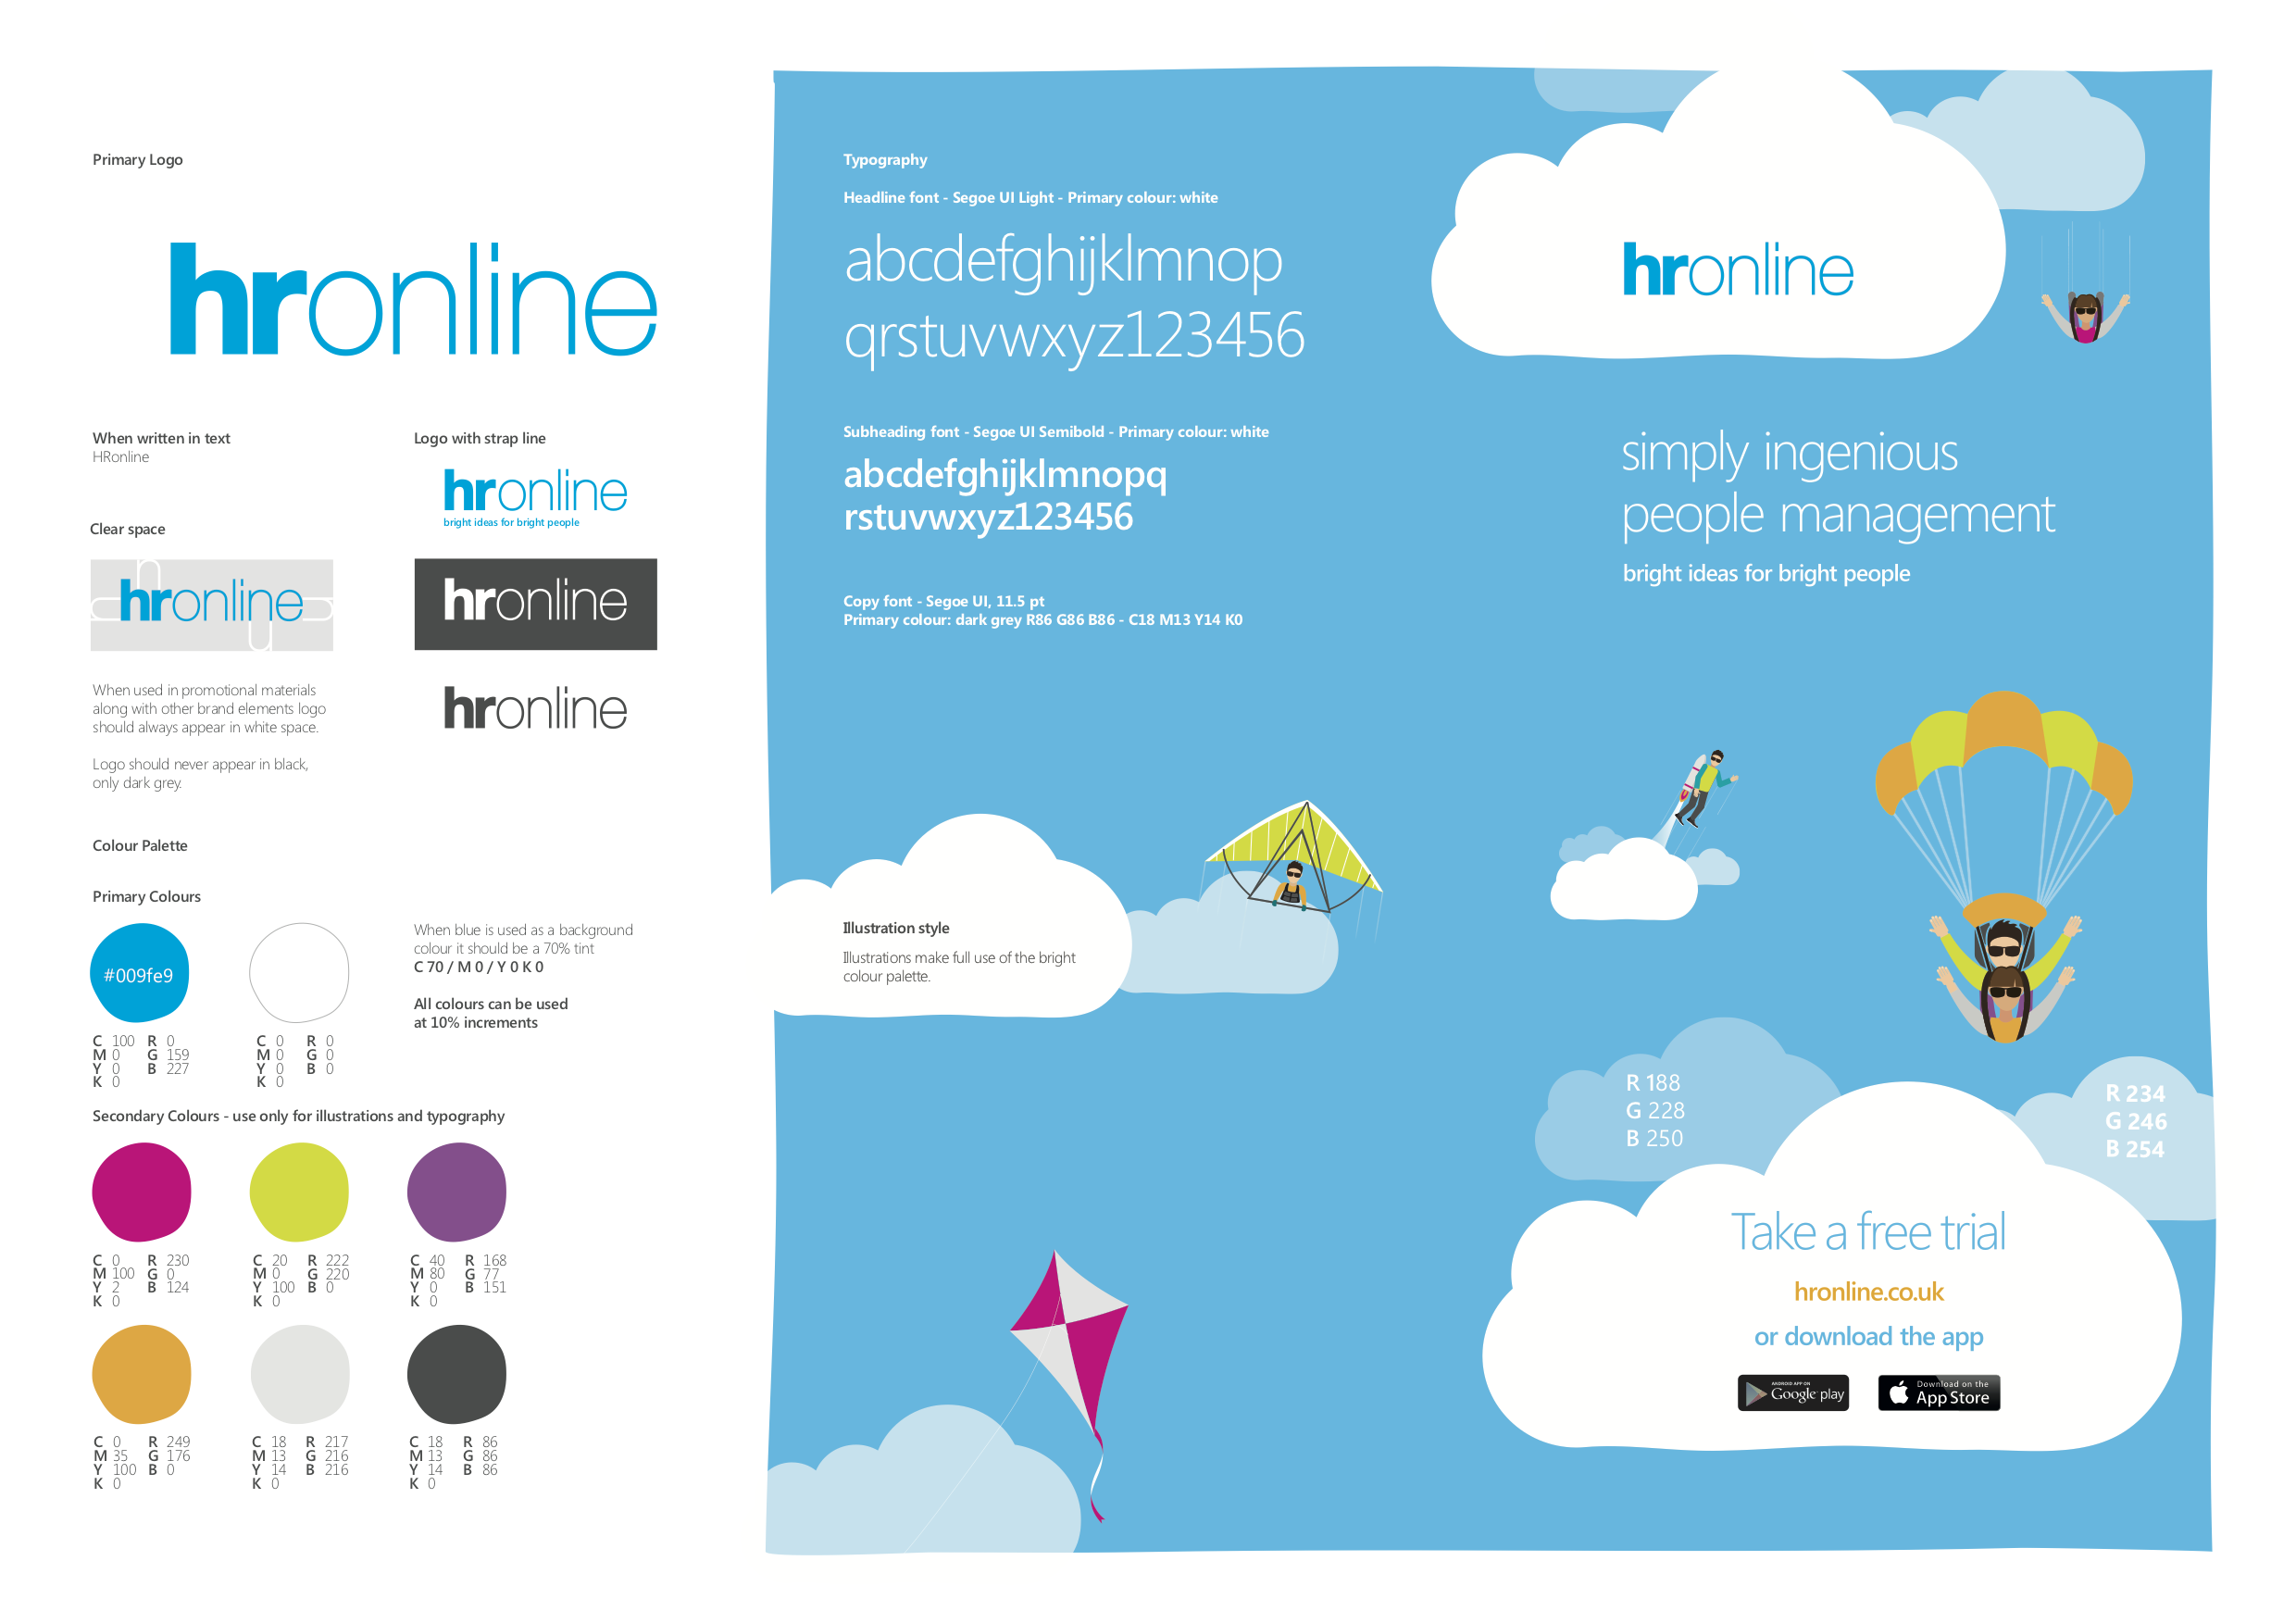 Primary Logo
hronline
When written in text
HRonline
Logo with strap line
hronline
bright ideas for bright people
Clear space
hronline
hronline
hronline
When used in promotional materials
along with other brand elements logo
should always appear in white space.
Logo should never appear in black,
only dark grey.
Colour Palette
Primary Colours
#009fe9
C 100 R 0
M 0 G 159
Y 0 B 227
K 0
C 0 R 0
M 0 G 0
Y 0 B 0
K 0
When blue is used as a background
colour it should be a 70% tint
C 70 / M 0 / Y 0 K 0
All colours can be used
at 10% increments
Secondary Colours - use only for illustrations and typography
C 0 R 230
M 100 G 0
Y 2 B 124
K 0
C 20 R 222
M 0 G 220
Y 100 B 0
K 0
C 40 R 168
M 80 G 77
Y 0 B 151
K 0
C 0 R 249
M 35 G 176
Y 100 B 0
K 0
C 18 R 217
M 13 G 216
Y 14 B 216
K 0
C 18 R 86
M 13 G 86
Y 14 B 86
K 0
Typography
Headline font - Segoe UI Light - Primary colour: white
abcdefghijklmnop
qrstuvwxyz123456
Subheading font - Segoe UI Semibold - Primary colour: white
abcdefghijklmnopq
rstuvwxyz123456
Copy font - Segoe UI, 11.5 pt
Primary colour: dark grey R86 G86 B86 - C18 M13 Y14 K0
Illustration style
Illustrations make full use of the bright
colour palette.
hronline
simply ingenious
people management
bright ideas for bright people
R 188
G 228
B 250
R 234
G 246
B 254
Take a free trial
hronline.co.uk
or download the app
ANDROID APP ON
Google play
Download on the
App Store